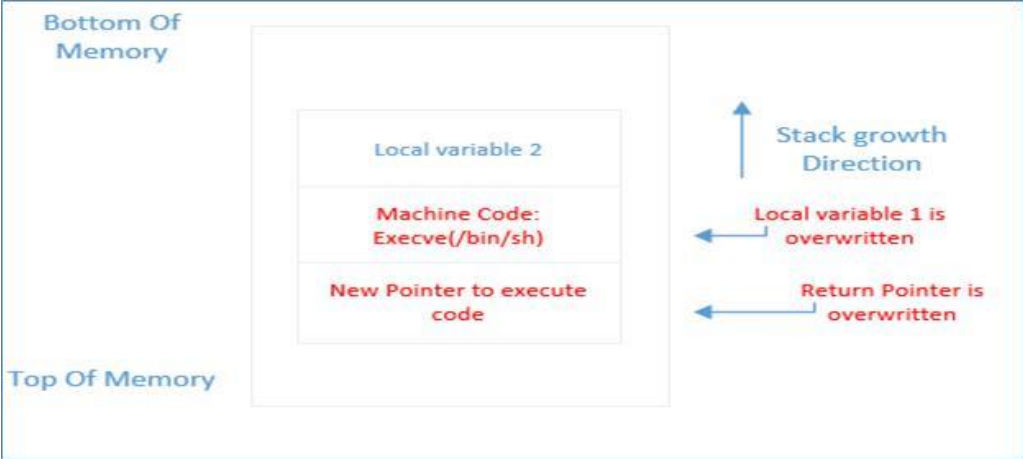 Bottom Of
Memory
Local variable 2
Stack growth
Direction
Machine Code:
Execve(/bin/sh)
Local variable 1 is
overwritten
New Pointer to execute
code
Return Pointer is
overwritten
Top Of Memory